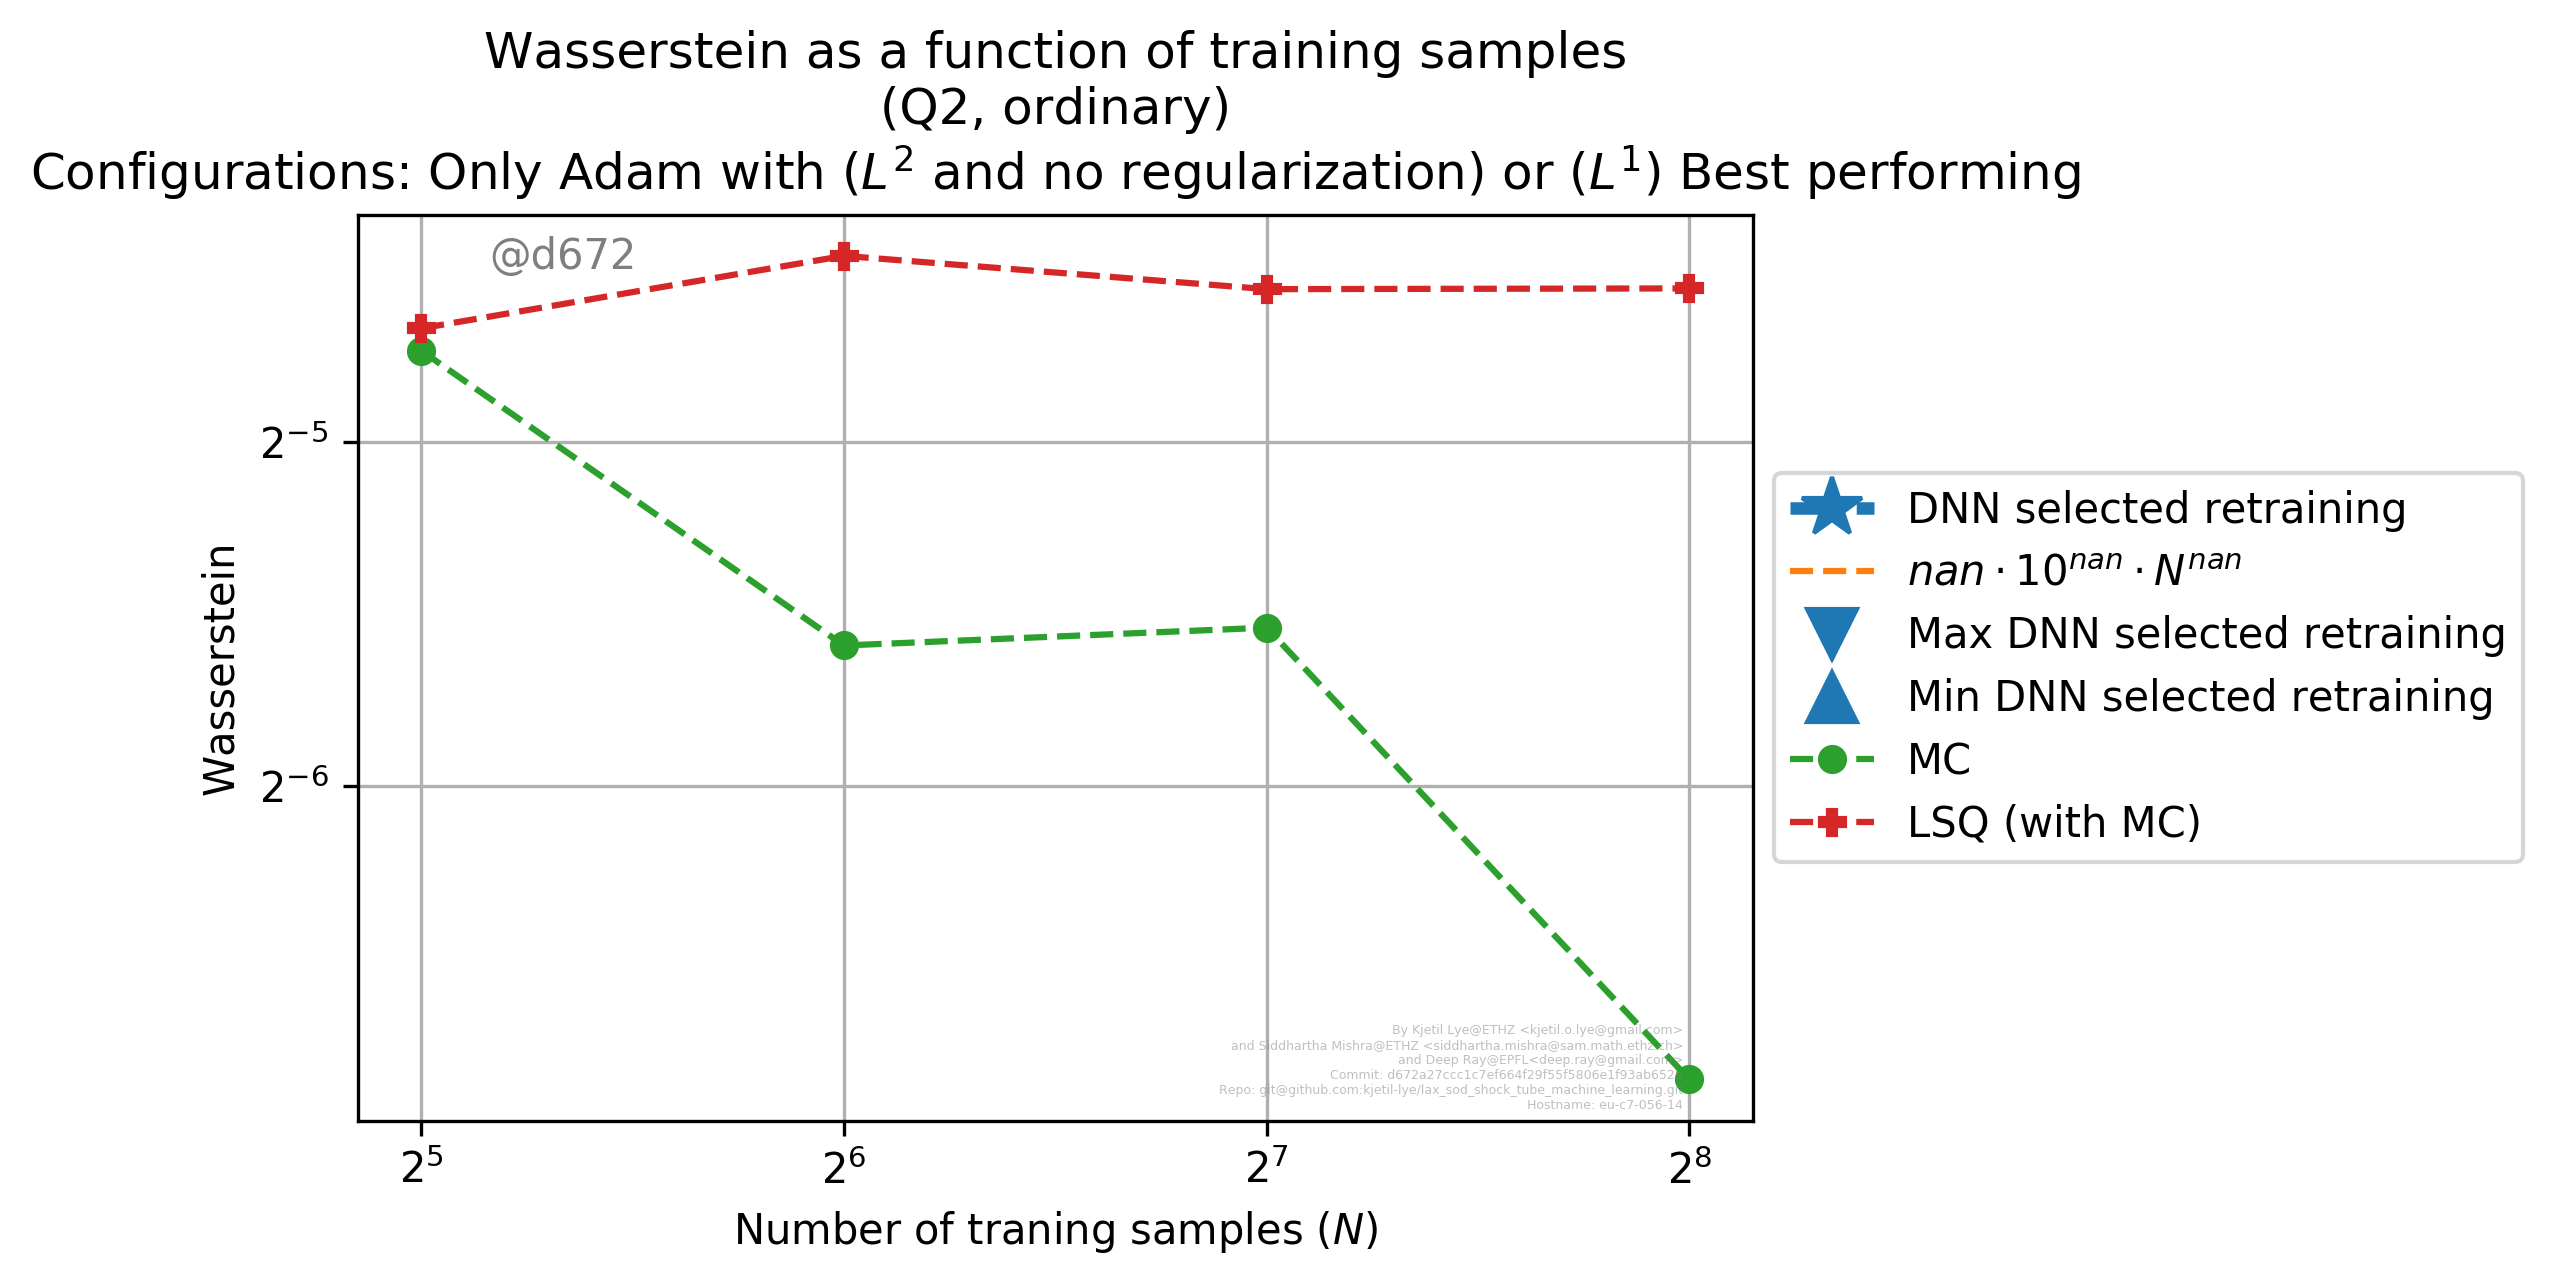 Wasserstein as a function of training samples
(Q2, ordinary)
Configurations: Only Adam with (L² and no regularization) or (L¹) Best performing
@d672
2⁻⁵
2⁻⁶
Wasserstein
DNN selected retraining
nan · 10ⁿᵃⁿ · Nⁿᵃⁿ
Max DNN selected retraining
Min DNN selected retraining
MC
LSQ (with MC)
By Kjetil Lye@ETHZ <kjetil.o.lye@gmail.com>
and Siddhartha Mishra@ETHZ <siddhartha.mishra@sam.math.ethz.ch>
and Deep Ray@EPFL<deep.ray@gmail.com>
Commit:
Repo: git@github.com:kjetil-lye/lax_sod_shock_tube_machine_learning.git
Hostname: eu-c7-056-14
2⁵ 2⁶ 2⁷ 2⁸
Number of traning samples (N)